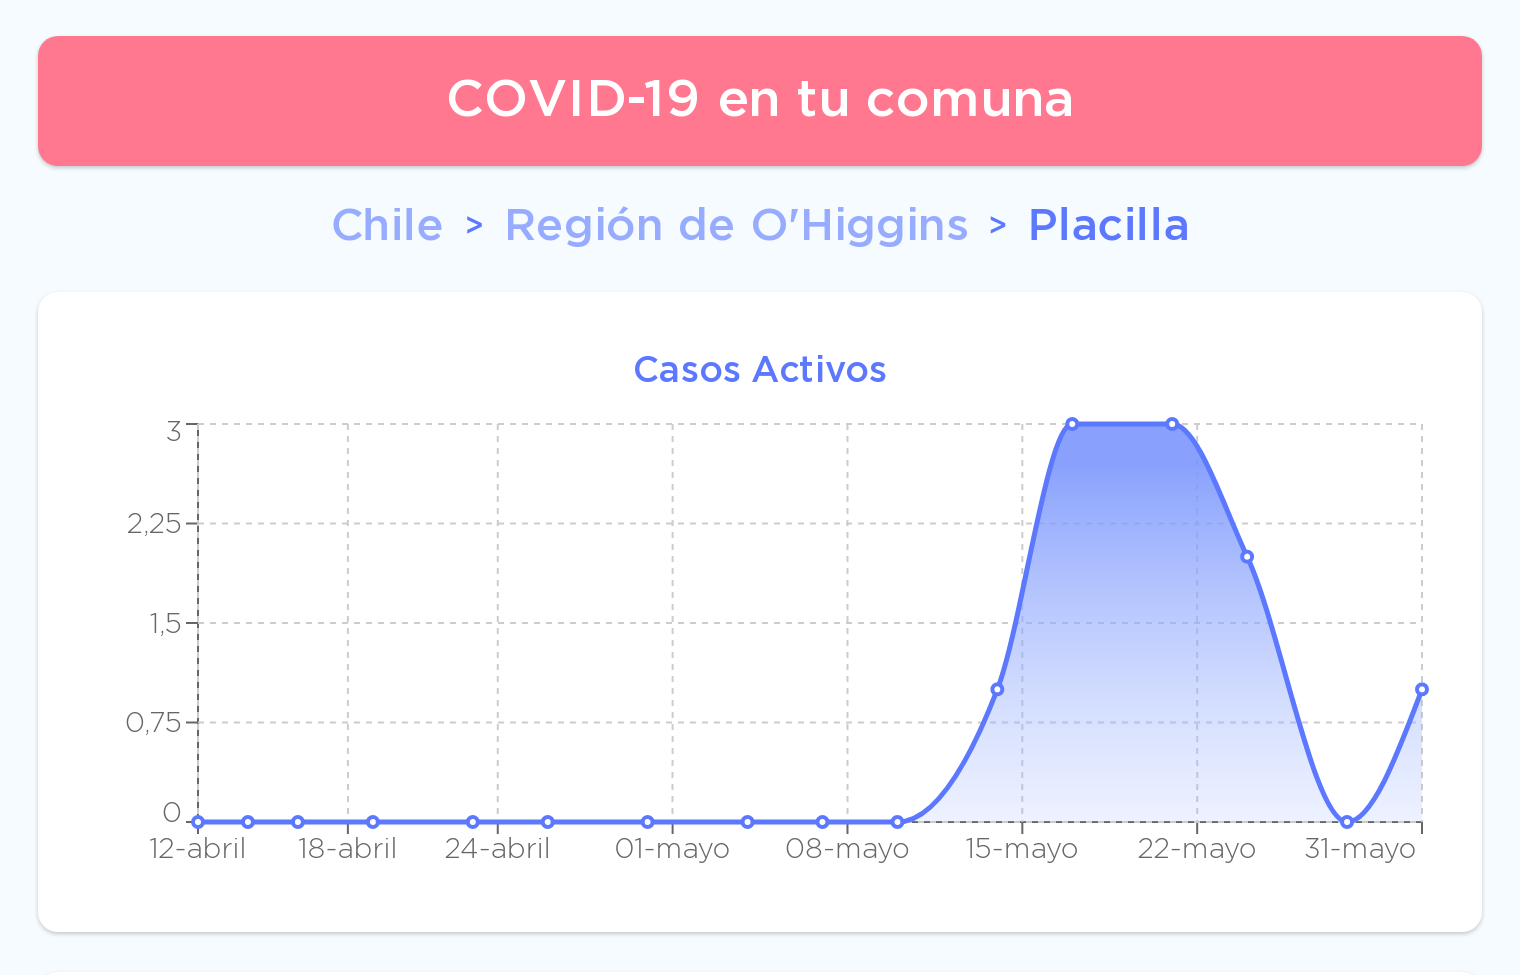 COVID-19 en tu comuna
Chile > Región de O'Higgins > Placilla
Casos Activos
3
2,25
1,5
0,75
0
12-abril 18-abril 24-abril 01-mayo 08-mayo 15-mayo 22-mayo 31-mayo